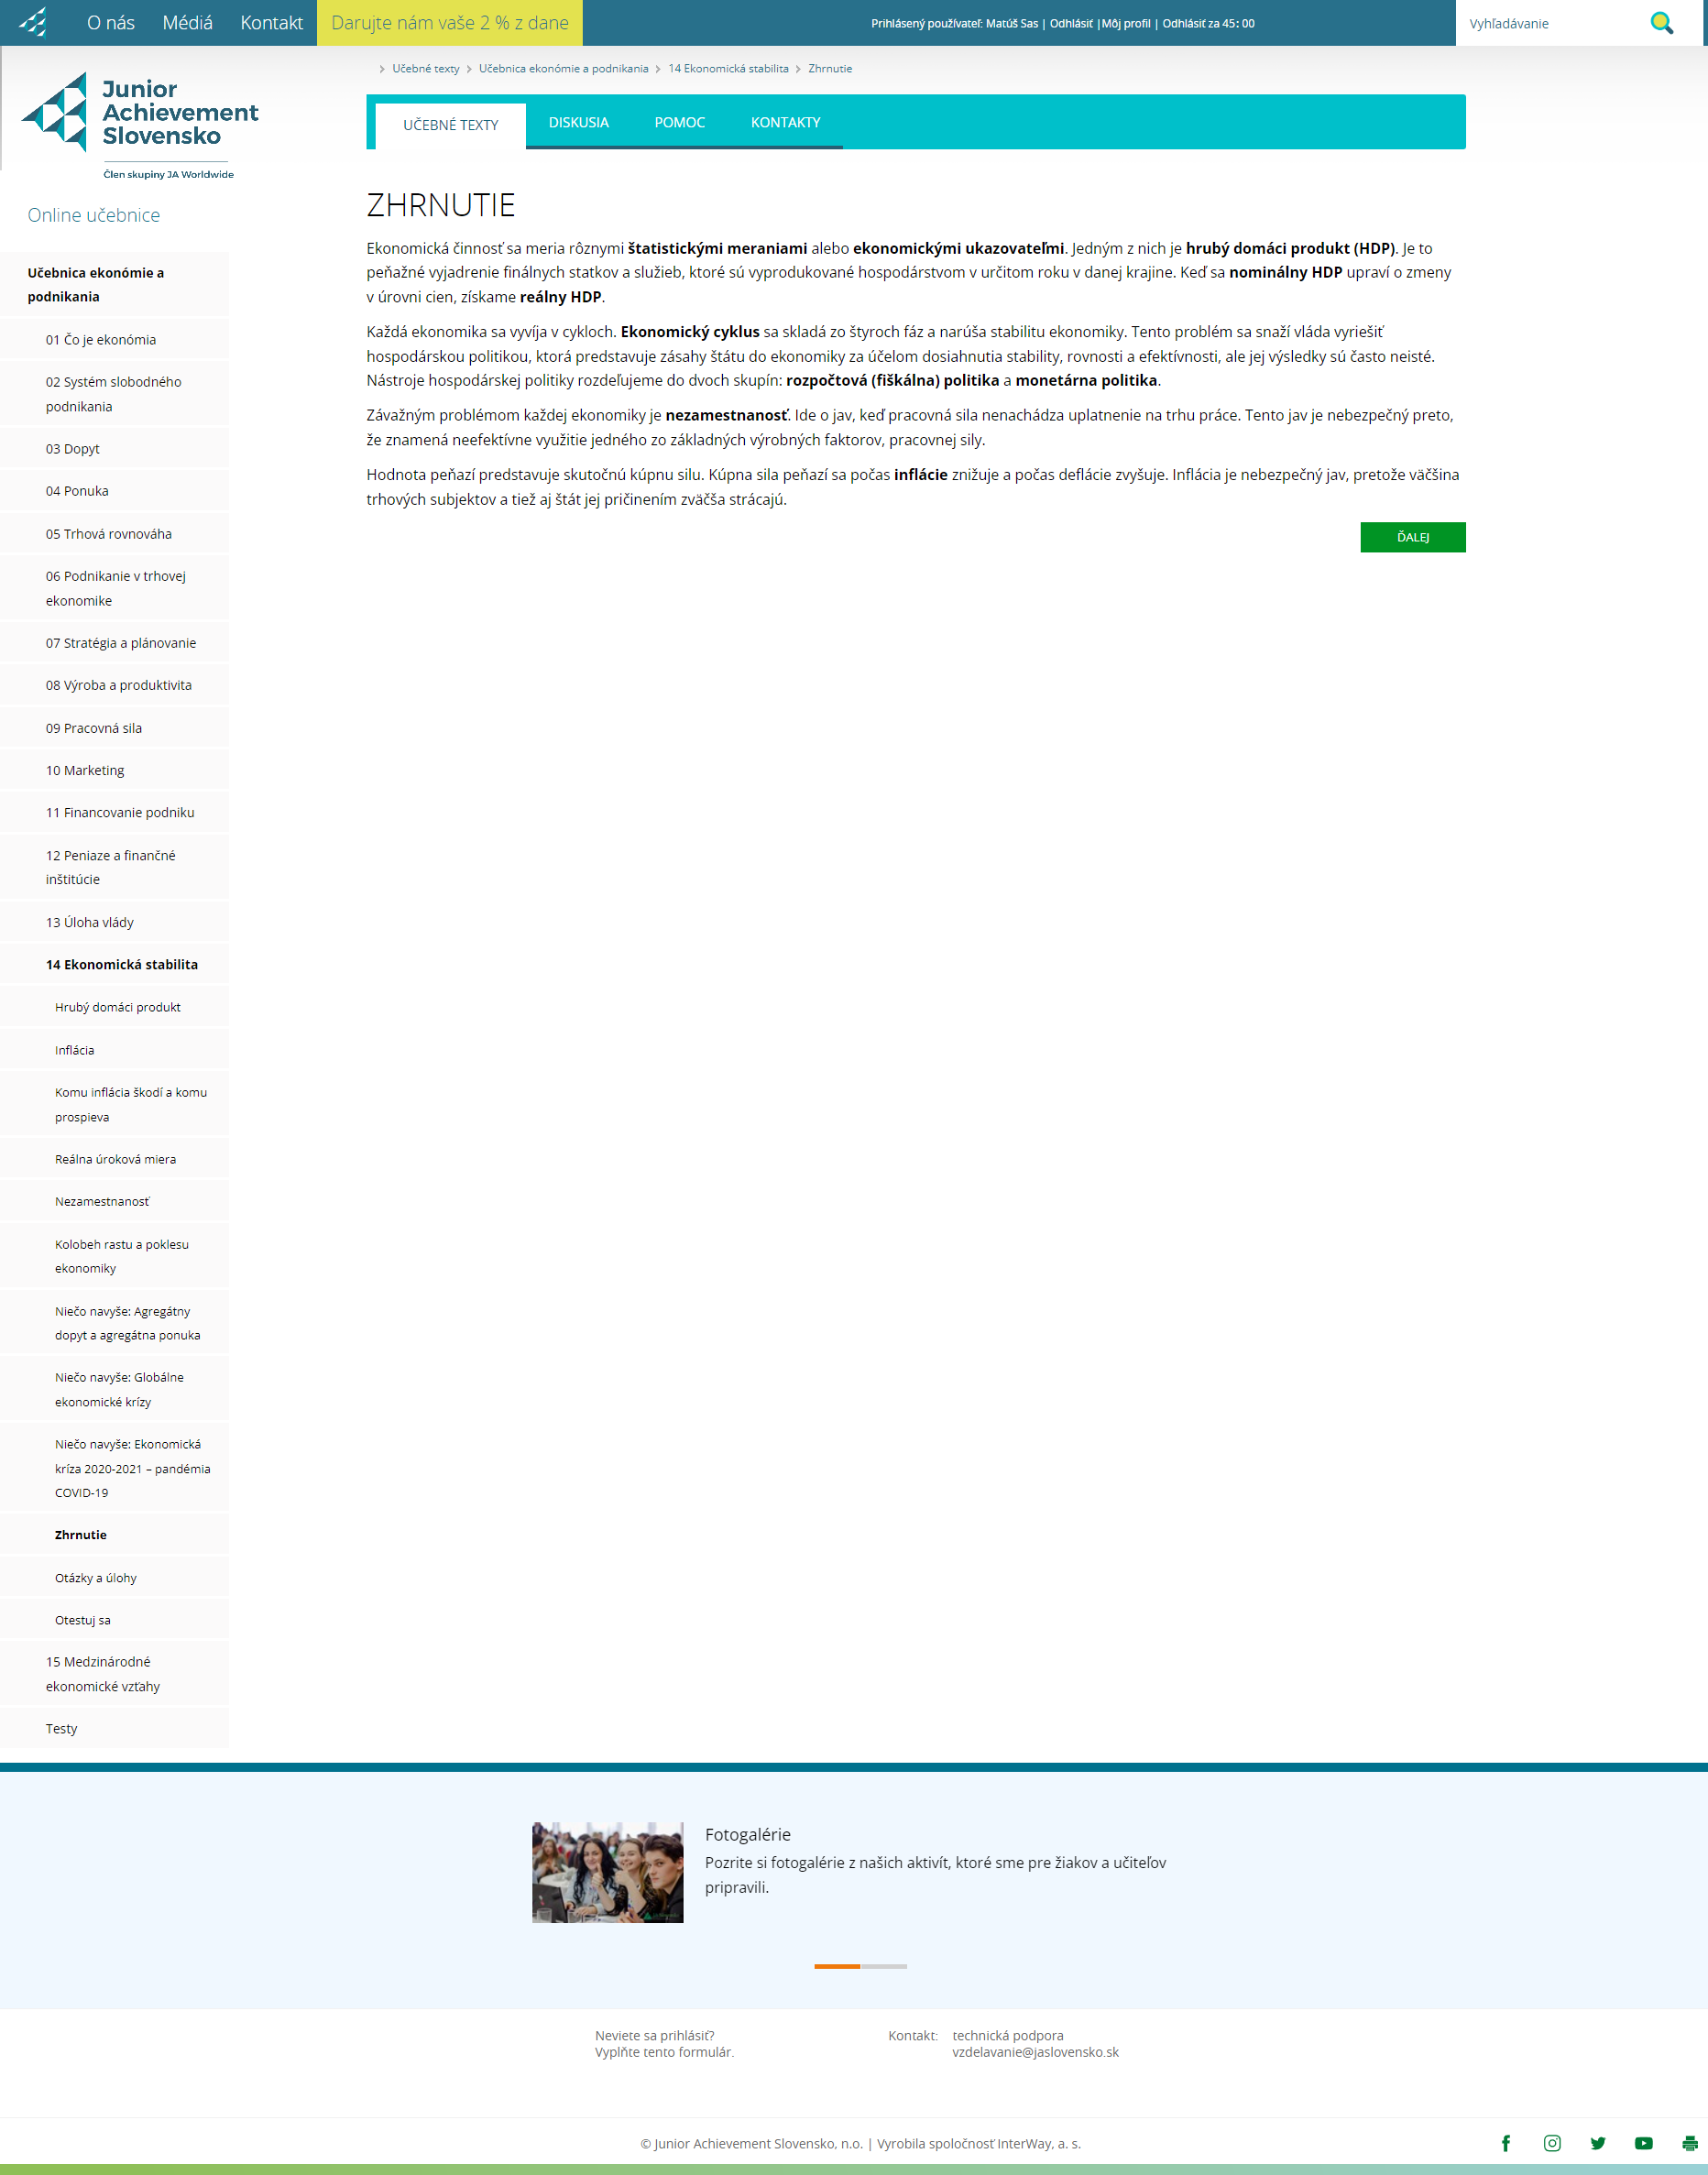 O nás Médiá Kontakt Darujte nám vaše 2 % z dane
Prihlásený používateľ: Matúš Sas | Odhlásiť |Môj profil | Odhlásiť za 45: 00
Vyhľadávanie
Junior
Achievement
Slovensko
Člen skupiny JA Worldwide
Učebné texty Učebnica ekonómie a podnikania 14 Ekonomická stabilita Zhrnutie
UČEBNÉ TEXTY DISKUSIA POMOC KONTAKTY
Online učebnice
Učebnica ekonómie a
podnikania
01 Čo je ekonómia
02 Systém slobodného
podnikania
03 Dopyt
04 Ponuka
05 Trhová rovnováha
06 Podnikanie v trhovej
ekonomike
07 Stratégia a plánovanie
08 Výroba a produktivita
09 Pracovná sila
10 Marketing
11 Financovanie podniku
12 Peniaze a finančné
inštitúcie
13 Úloha vlády
14 Ekonomická stabilita
Hrubý domáci produkt
Inflácia
Komu inflácia škodí a komu
prospieva
Reálna úroková miera
Nezamestnanosť
Kolobeh rastu a poklesu
ekonomiky
Niečo navyše: Agregátny
dopyt a agregátna ponuka
Niečo navyše: Globálne
ekonomické krízy
Niečo navyše: Ekonomická
kríza 2020-2021 – pandémia
COVID-19
Zhrnutie
Otázky a úlohy
Otestuj sa
15 Medzinárodné
ekonomické vzťahy
Testy
ZHRNUTIE
Ekonomická činnosť sa meria rôznymi štatistickými meraniami alebo ekonomickými ukazovateľmi. Jedným z nich je hrubý domáci produkt (HDP). Je to
peňažné vyjadrenie finálnych statkov a služieb, ktoré sú vyprodukované hospodárstvom v určitom roku v danej krajine. Keď sa nominálny HDP upraví o zmeny
v úrovni cien, získame reálny HDP.
Každá ekonomika sa vyvíja v cykloch. Ekonomický cyklus sa skladá zo štyroch fáz a narúša stabilitu ekonomiky. Tento problém sa snaží vláda vyriešiť
hospodárskou politikou, ktorá predstavuje zásahy štátu do ekonomiky za účelom dosiahnutia stability, rovnosti a efektívnosti, ale jej výsledky sú často neisté.
Nástroje hospodárskej politiky rozdeľujeme do dvoch skupín: rozpočtová (fiškálna) politika a monetárna politika.
Závažným problémom každej ekonomiky je nezamestnanosť. Ide o jav, keď pracovná sila nenachádza uplatnenie na trhu práce. Tento jav je nebezpečný preto,
že znamená neefektívne využitie jedného zo základných výrobných faktorov, pracovnej sily.
Hodnota peňazí predstavuje skutočnú kúpnu silu. Kúpna sila peňazí sa počas inflácie znižuje a počas deflácie zvyšuje. Inflácia je nebezpečný jav, pretože väčšina
trhových subjektov a tiež aj štát jej pričinením zväčša strácajú.
ĎALEJ
Fotogalérie
Pozrite si fotogalérie z našich aktivít, ktoré sme pre žiakov a učiteľov
pripravili.
Neviete sa prihlásiť?
Vyplňte tento formulár.
Kontakt: technická podpora
vzdelavanie@jaslovensko.sk
© Junior Achievement Slovensko, n.o. | Vyrobila spoločnosť InterWay, a. s.